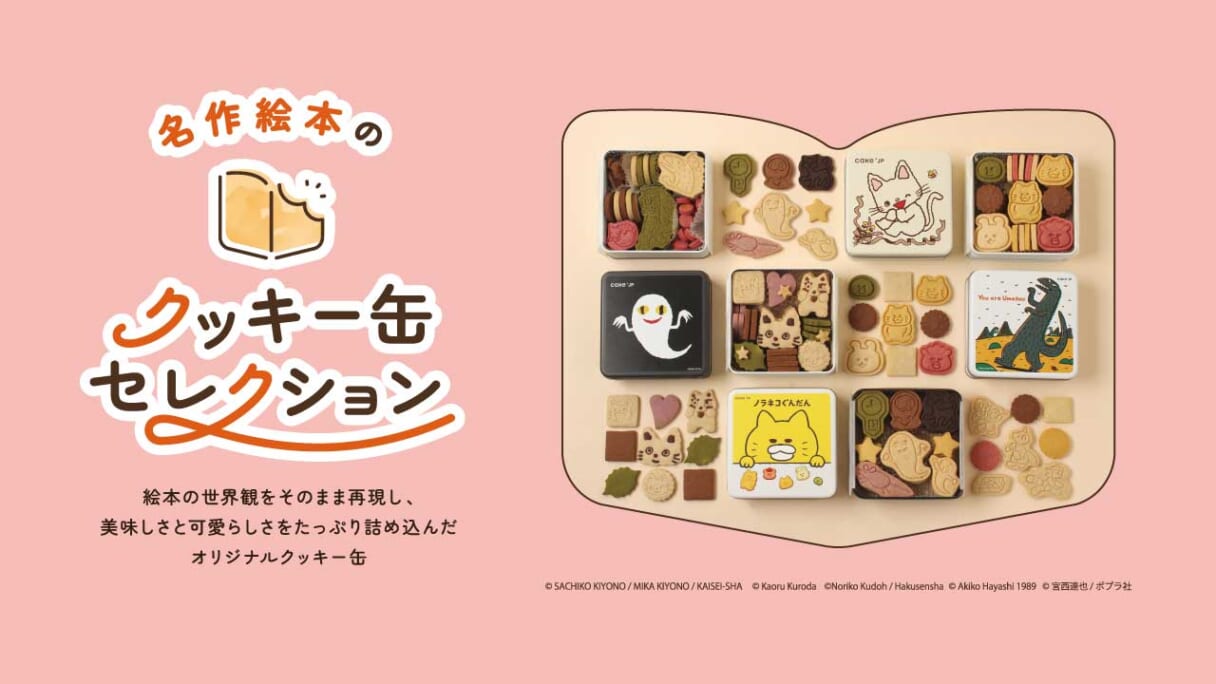 名作絵本の
クッキー缶
セレクション
絵本の世界観をそのまま再現し、
美味しさと可愛らしさをたっぷり詰め込んだ
オリジナルクッキー缶
CAKE.JP
CAKE.JP
You are Umasou
CAKE.JP
ノラネコぐんだん
© SACHIKO KIYONO / MIKA KIYONO / KAISEI-SHA © Kaoru Kuroda ©Noriko Kudoh / Hakusensha © Akiko Hayashi 1989 © 宮西達也 / ポプラ社